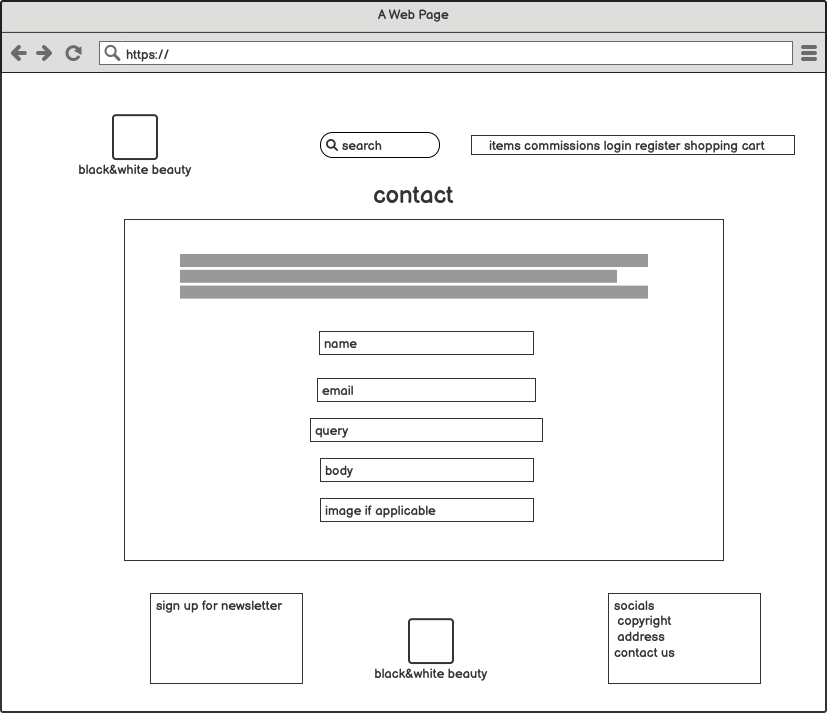 A Web Page
https://
search
items commissions login register shopping cart
black&white beauty
contact
name
email
query
body
image if applicable
sign up for newsletter
black&white beauty
socials
copyright
address
contact us